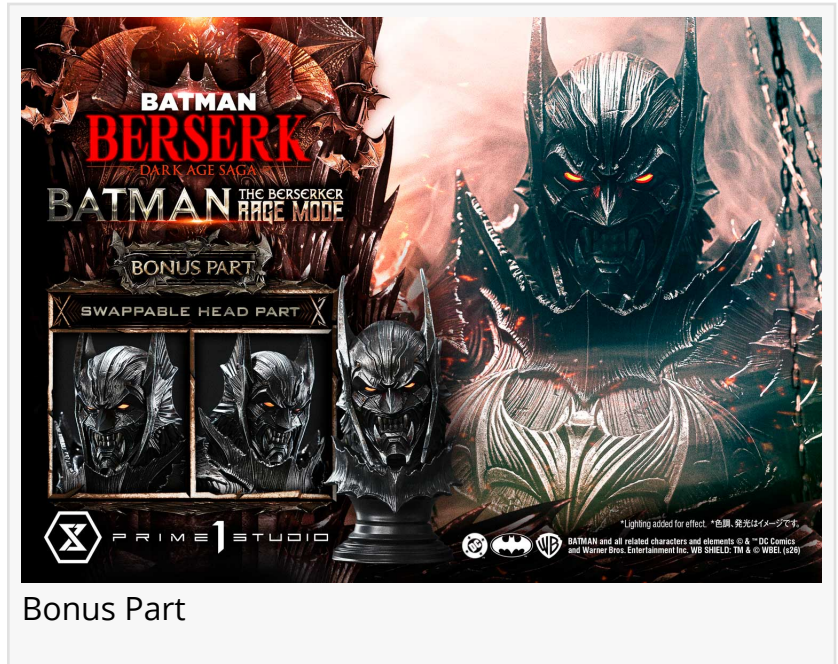 BATMAN
BERSERK
DARK AGE SAGA
BATMAN THE BERSERKER
RAGE MODE
BONUS PART
SWAPPABLE HEAD PART
PRIME 1 STUDIO
*Lighting added for effect. *色調、発光はイメージです。
DC
WB
BATMAN and all related characters and elements © & ™ DC Comics
and Warner Bros. Entertainment Inc. WB SHIELD: TM & © WBEI. (s26)
Bonus Part